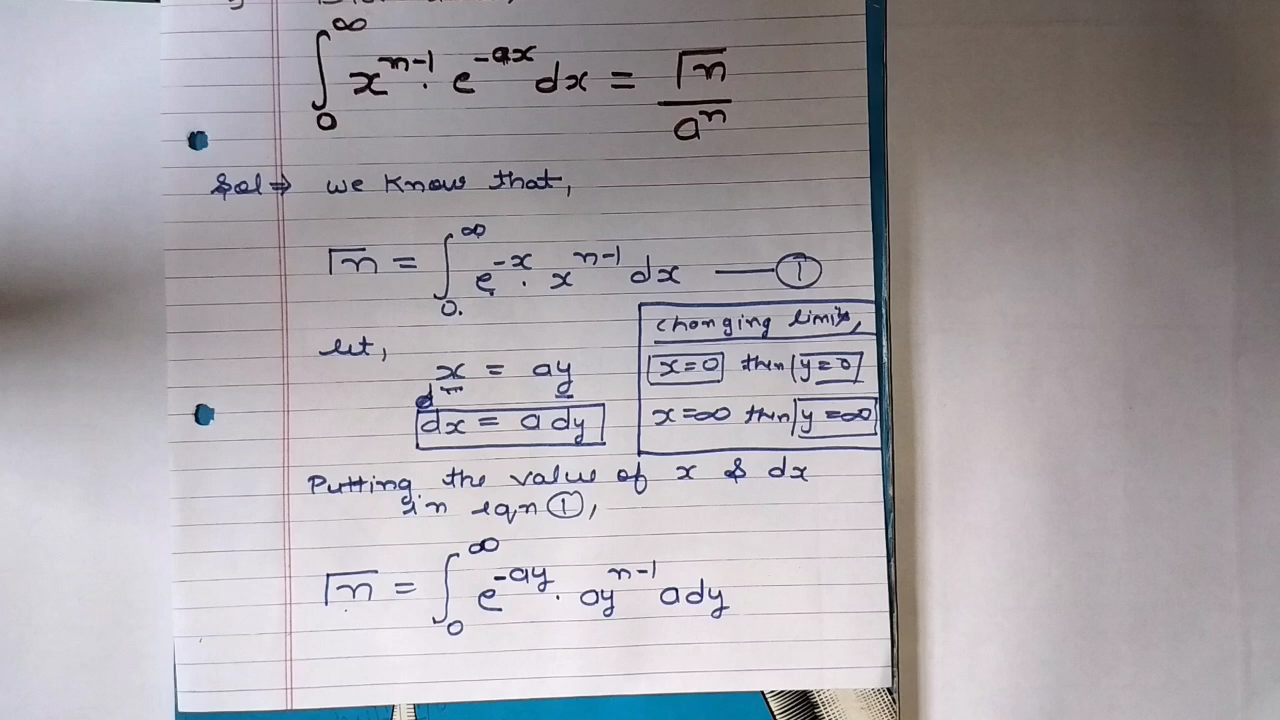 ∫₀^∞ x^{n-1} . e^{-ax} dx = Γn / a^n
Sol ⇒ we know that,
Γn = ∫₀^∞ e^{-x} . x^{n-1} dx —— ①
changing limits,
let,
x = ay
x=0 then y=0
d
dx = a dy
x=∞ then y=∞
Putting the value of x & dx
in eqn ①,
Γn = ∫₀^∞ e^{-ay} . ay^{n-1} ady